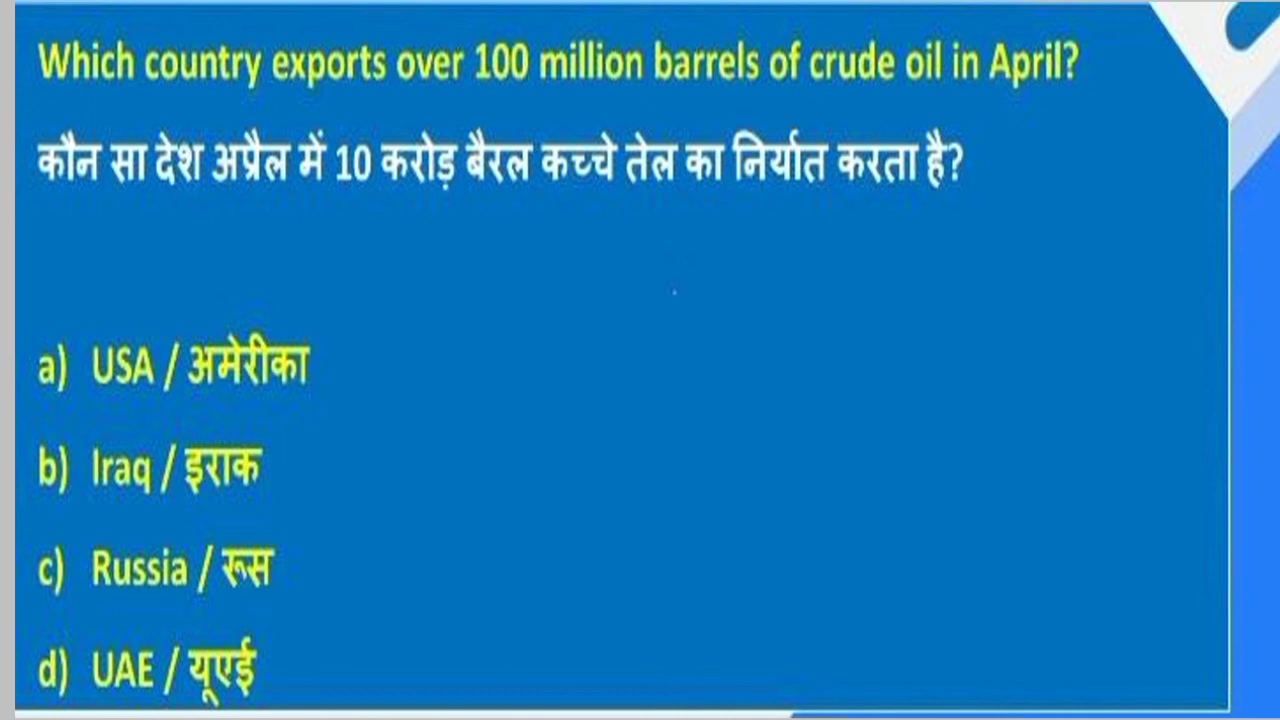 Which country exports over 100 million barrels of crude oil in April?
कौन सा देश अप्रैल में 10 करोड़ बैरल कच्चे तेल का निर्यात करता है?
a) USA / अमेरीका
b) Iraq / इराक
c) Russia / रूस
d) UAE / यूएई